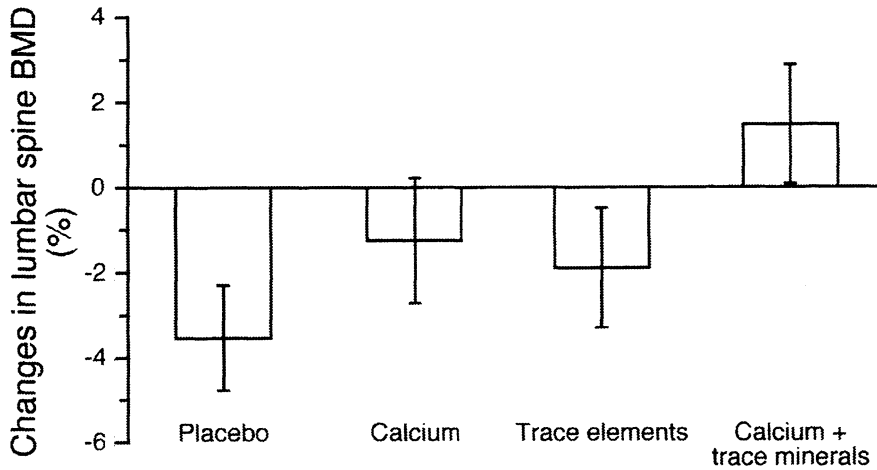 Changes in lumbar spine BMD
(%)
4
2
0
-2
-4
-6
Placebo
Calcium
Trace elements
Calcium +
trace minerals